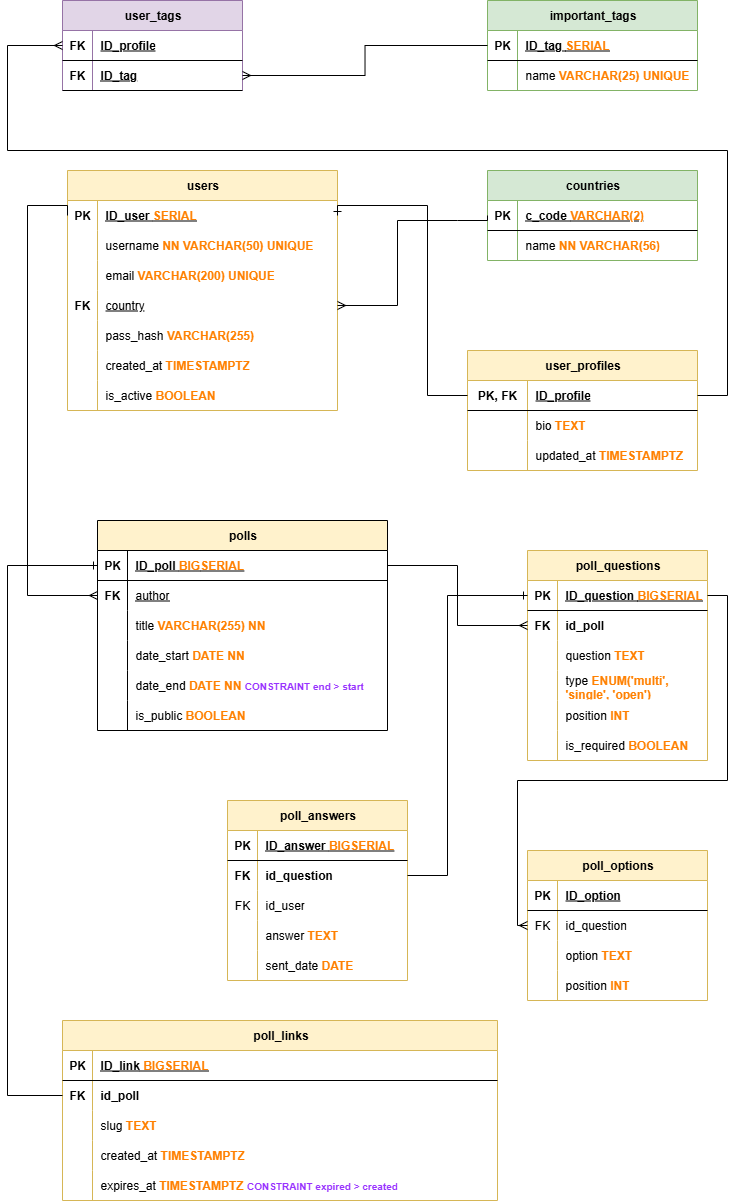 user_tags
FK ID_profile
FK ID_tag
important_tags
PK ID_tag SERIAL
name VARCHAR(25) UNIQUE
users
PK ID_user SERIAL
username NN VARCHAR(50) UNIQUE
email VARCHAR(200) UNIQUE
FK country
pass_hash VARCHAR(255)
created_at TIMESTAMPTZ
is_active BOOLEAN
countries
PK c_code VARCHAR(2)
name NN VARCHAR(56)
user_profiles
PK, FK ID_profile
bio TEXT
updated_at TIMESTAMPTZ
polls
PK ID_poll BIGSERIAL
FK author
title VARCHAR(255) NN
date_start DATE NN
date_end DATE NN CONSTRAINT end > start
is_public BOOLEAN
poll_questions
PK ID_question BIGSERIAL
FK id_poll
question TEXT
type ENUM('multi',
'single', 'open')
position INT
is_required BOOLEAN
poll_answers
PK ID_answer BIGSERIAL
FK id_question
FK id_user
answer TEXT
sent_date DATE
poll_options
PK ID_option
FK id_question
option TEXT
position INT
poll_links
PK ID_link BIGSERIAL
FK id_poll
slug TEXT
created_at TIMESTAMPTZ
expires_at TIMESTAMPTZ CONSTRAINT expired > created